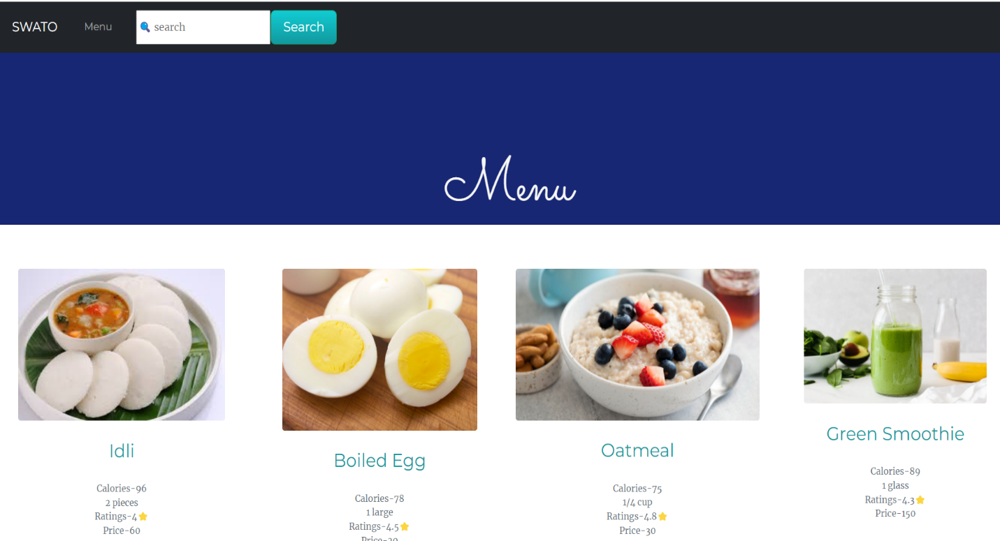 SWATO
Menu
search
Search
Menu
Idli
Calories-96
2 pieces
Ratings-4
Price-60
Boiled Egg
Calories-78
1 large
Ratings-4.5
Price-20
Oatmeal
Calories-75
1/4 cup
Ratings-4.8
Price-30
Green Smoothie
Calories-89
1 glass
Ratings-4.3
Price-150